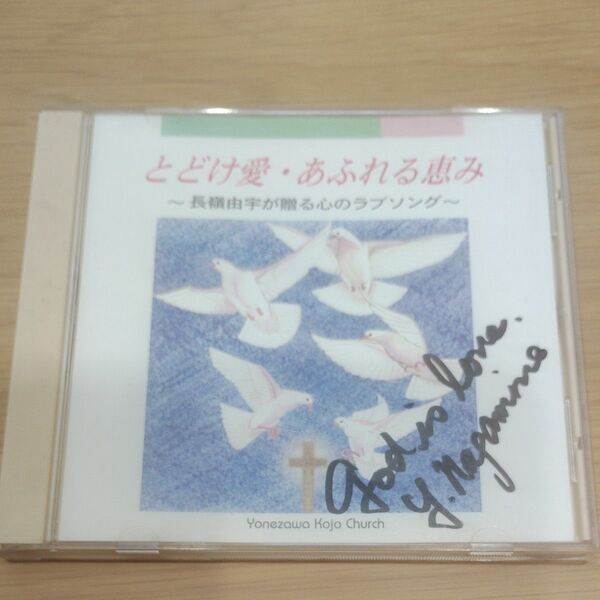 とどけ愛・あふれる恵み
～長嶺由宇が贈る心のラブソング～
God is love.
Y. Nagamine
Yonezawa Kojo Church